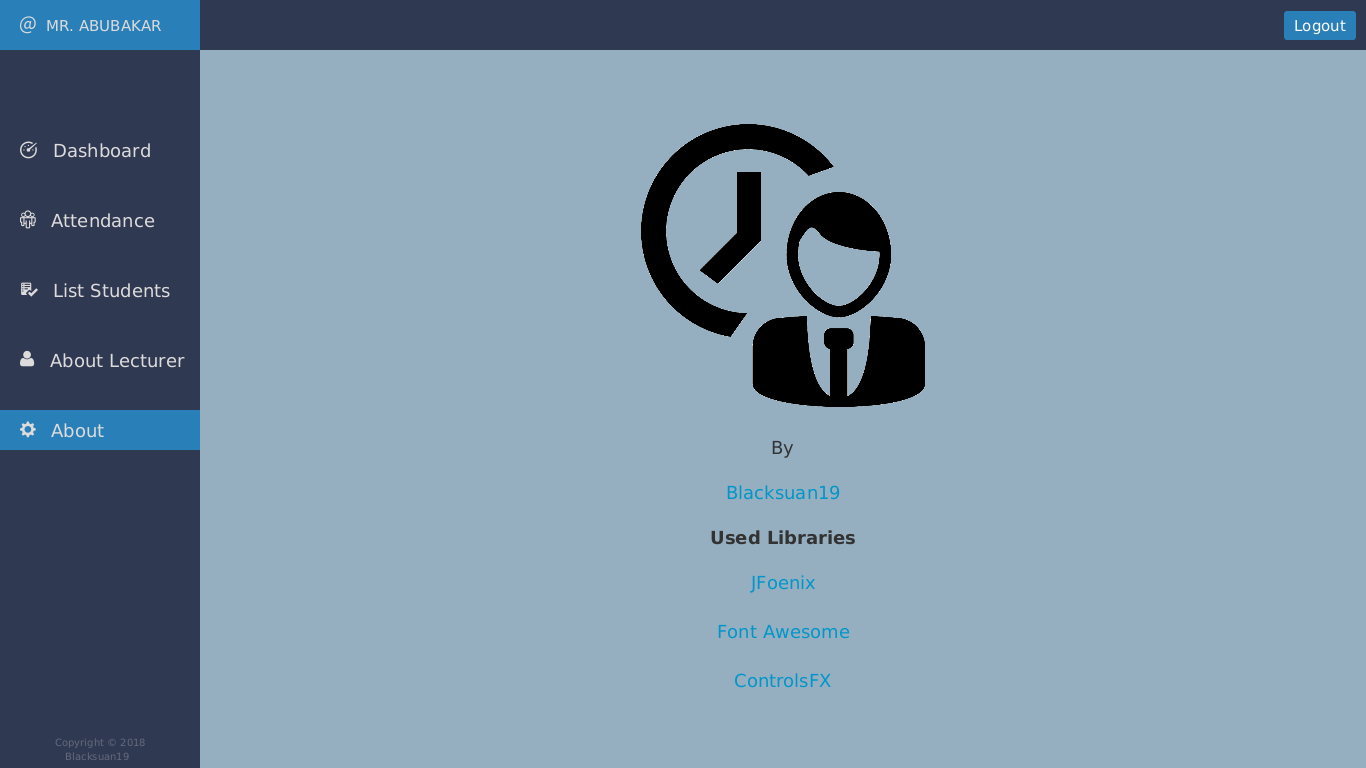 @ MR. ABUBAKAR
Logout
Dashboard
Attendance
List Students
About Lecturer
About
By
Blacksuan19
Used Libraries
JFoenix
Font Awesome
ControlsFX
Copyright © 2018
Blacksuan19